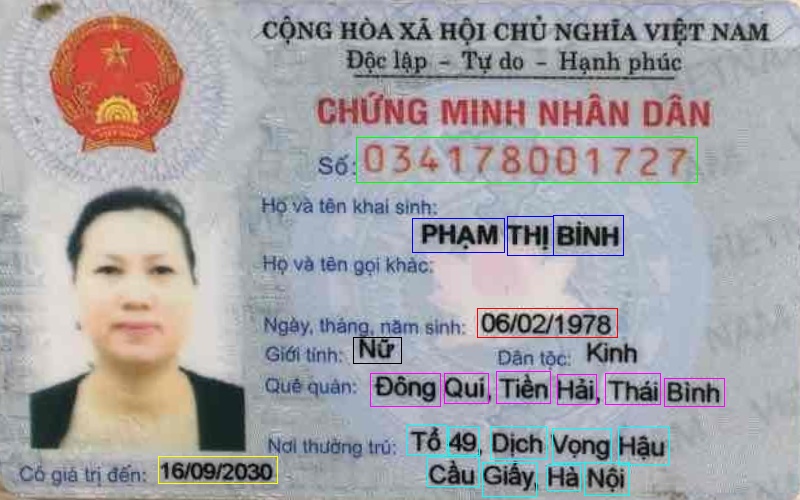 CỘNG HÒA XÃ HỘI CHỦ NGHĨA VIỆT NAM
Độc lập - Tự do - Hạnh phúc
CHỨNG MINH NHÂN DÂN
Số: 034178001727
Họ và tên khai sinh:
PHẠM THỊ BÌNH
Họ và tên gọi khác:
Ngày, tháng, năm sinh: 06/02/1978
Giới tính: Nữ Dân tộc: Kinh
Quê quán: Đông Quí, Tiền Hải, Thái Bình
Nơi thường trú: Tổ 49, Dịch Vọng Hậu
Cầu Giấy, Hà Nội
Có giá trị đến: 16/09/2030